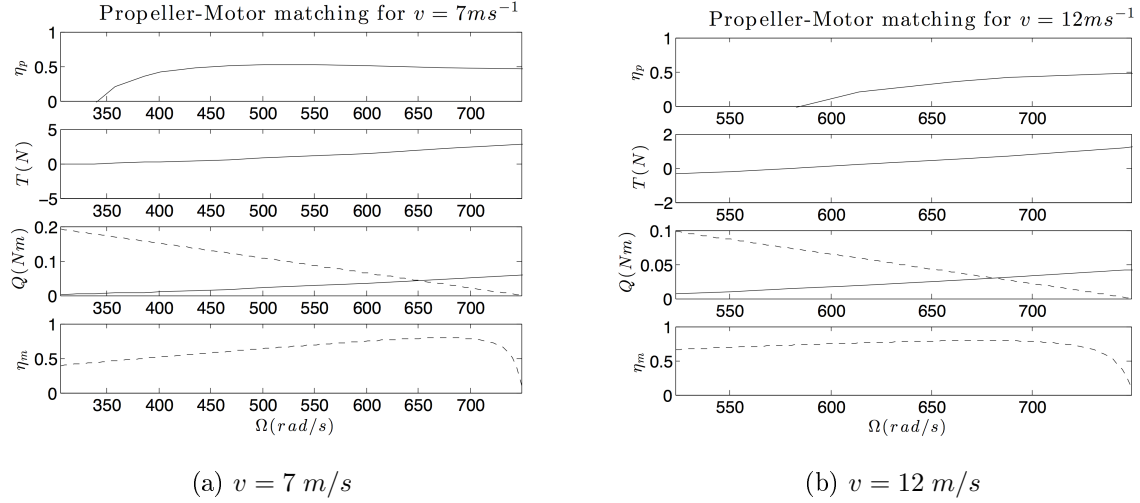 Propeller-Motor matching for v = 7ms⁻¹
1
0.5
0
η_p
350 400 450 500 550 600 650 700
5
0
−5
T(N)
350 400 450 500 550 600 650 700
0.2
0.1
0
Q(Nm)
350 400 450 500 550 600 650 700
1
0.5
0
η_m
350 400 450 500 550 600 650 700
Ω(rad/s)
(a) v = 7 m/s
Propeller-Motor matching for v = 12ms⁻¹
1
0.5
0
η_p
550 600 650 700
2
0
−2
T(N)
550 600 650 700
0.1
0.05
0
Q(Nm)
550 600 650 700
1
0.5
0
η_m
550 600 650 700
Ω(rad/s)
(b) v = 12 m/s